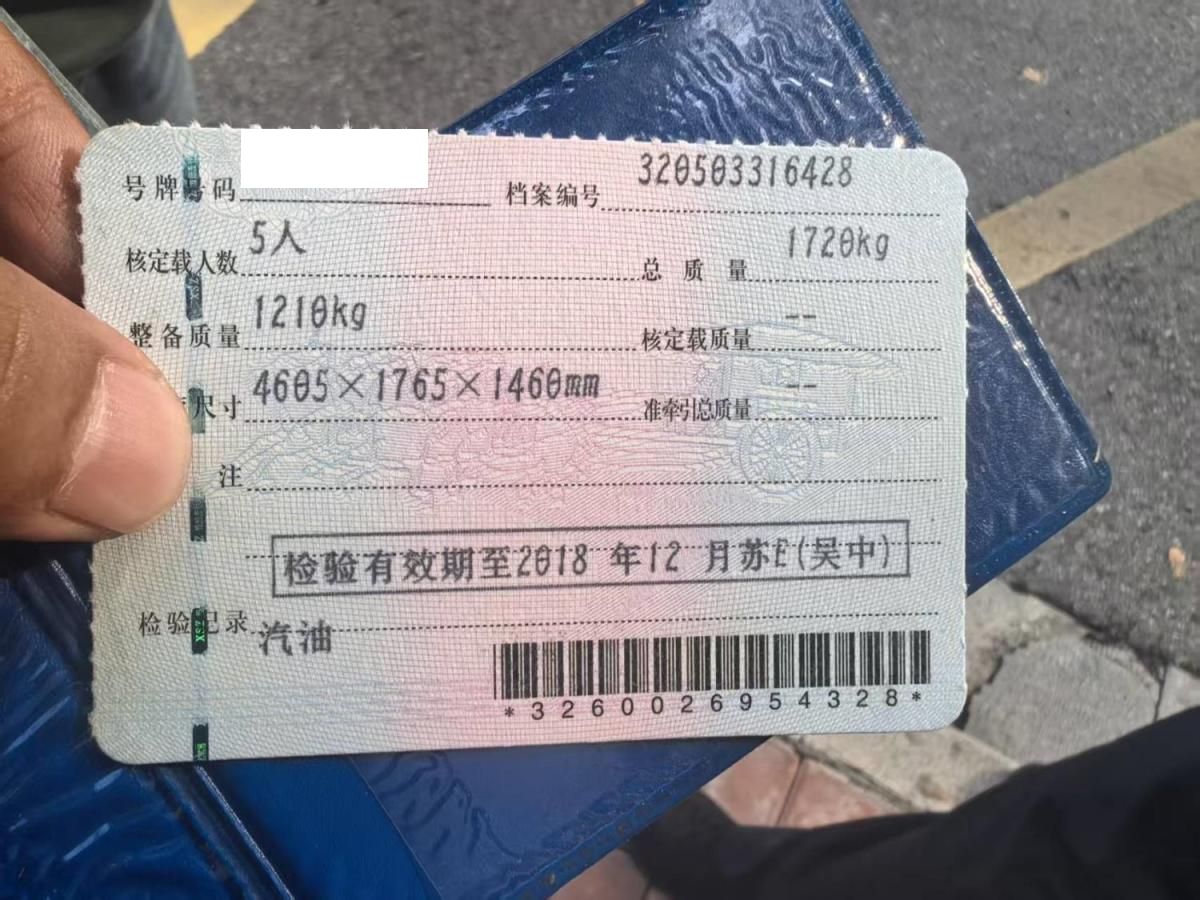 号牌号码 档案编号 320503316428
核定载人数 5人 总质量 1720kg
整备质量 1210kg 核定载质量 --
尺寸 4605×1765×1460mm 准牵引总质量 --
注
检验有效期至2018年12月苏E(吴中)
检验记录 汽油
*3260026954328*